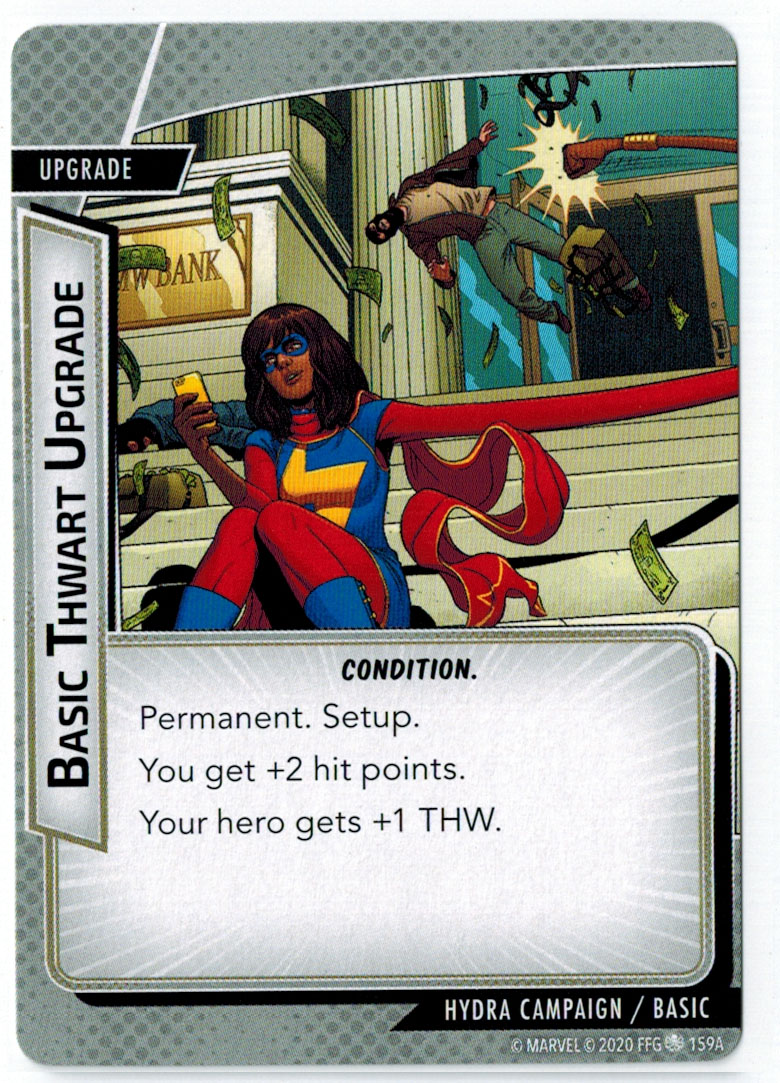 UPGRADE
BASIC THWART UPGRADE
MW BANK
CONDITION.
Permanent. Setup.
You get +2 hit points.
Your hero gets +1 THW.
HYDRA CAMPAIGN / BASIC
© MARVEL © 2020 FFG 159A